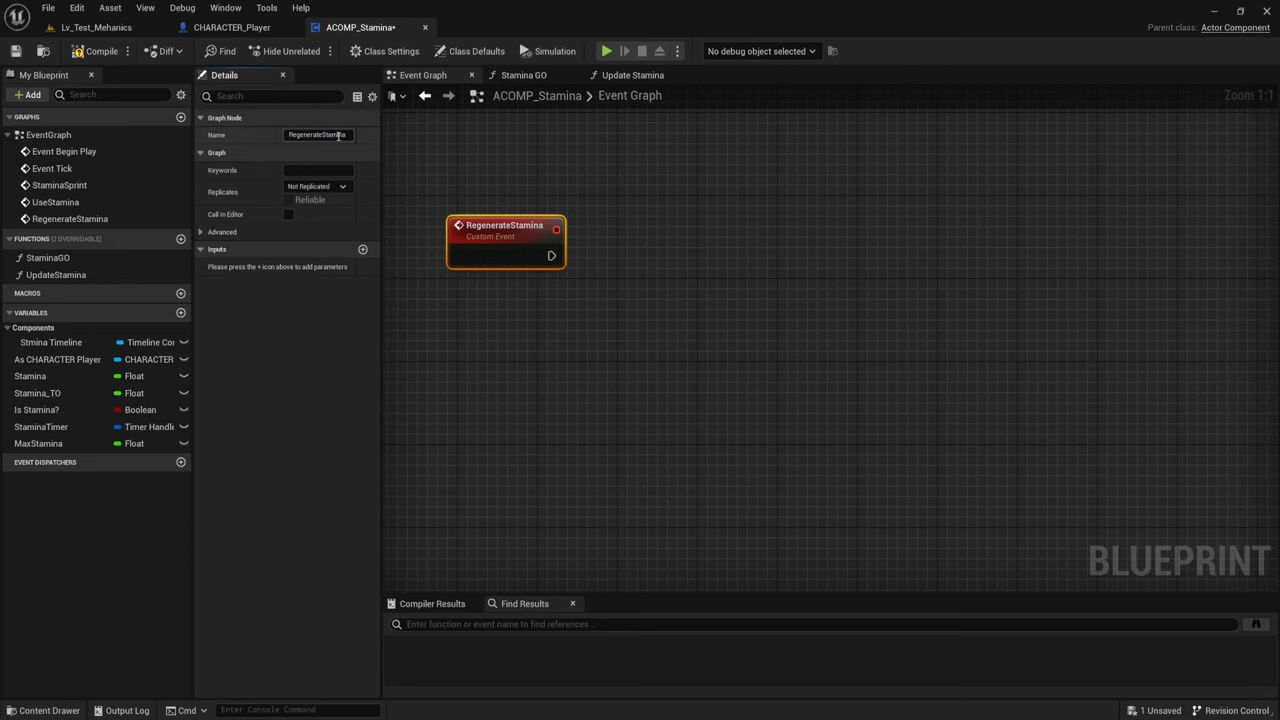 File Edit Asset View Debug Window Tools Help
Lv_Test_Mehanics CHARACTER_Player ACOMP_Stamina* Parent class: Actor Component
Compile Diff Find Hide Unrelated Class Settings Class Defaults Simulation No debug object selected
My Blueprint Details Event Graph Stamina GO Update Stamina
Add Search Search ACOMP_Stamina > Event Graph Zoom 1:1
GRAPHS
EventGraph
Event Begin Play
Event Tick
StaminaSprint
UseStamina
RegenerateStamina
FUNCTIONS (2 OVERRIDABLE)
StaminaGO
UpdateStamina
MACROS
VARIABLES
Components
Stmina Timeline Timeline Co
As CHARACTER Player CHARACTER
Stamina Float
Stamina_TO Float
Is Stamina? Boolean
StaminaTimer Timer Handle
MaxStamina Float
EVENT DISPATCHERS
Graph Node
Name RegenerateStamina
Graph
Keywords
Replicates Not Replicated
Reliable
Call In Editor
Advanced
Inputs
Please press the + icon above to add parameters
RegenerateStamina
Custom Event
BLUEPRINT
Compiler Results Find Results
Enter function or event name to find references...
Content Drawer Output Log Cmd Enter Console Command 1 Unsaved Revision Control